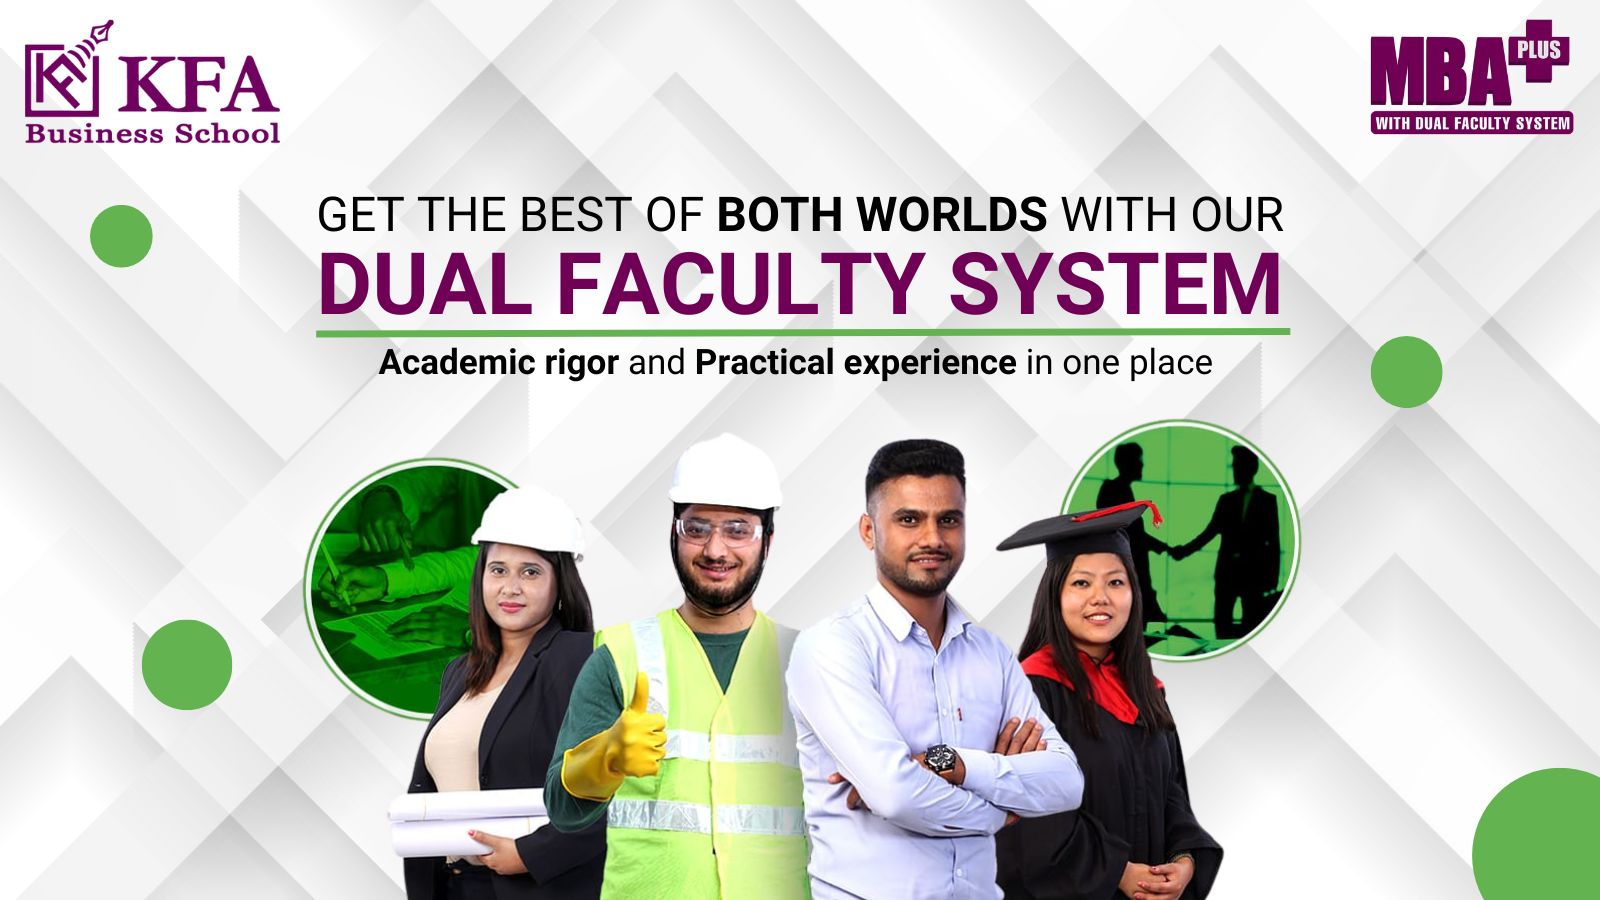 KFA
Business School
MBA PLUS
WITH DUAL FACULTY SYSTEM
GET THE BEST OF BOTH WORLDS WITH OUR
DUAL FACULTY SYSTEM
Academic rigor and Practical experience in one place